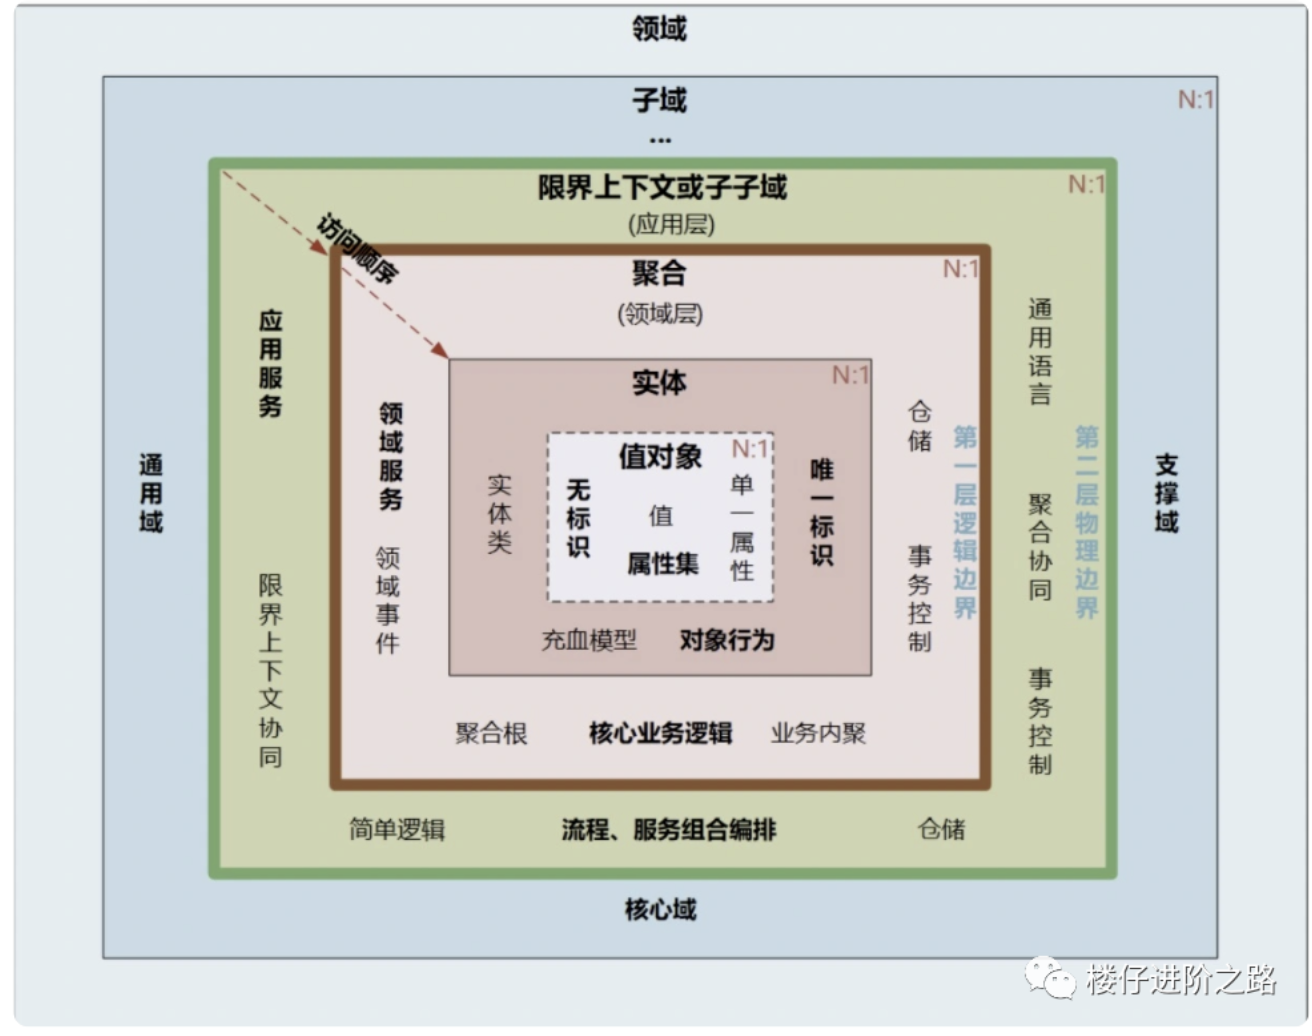 领域
子域
N:1
...
限界上下文或子子域
N:1
(应用层)
访问顺序
聚合
N:1
(领域层)
实体
N:1
值对象
N:1
无标识
值
单一属性
属性集
实体类
唯一标识
充血模型
对象行为
领域服务
领域事件
仓储
事务控制
第一层逻辑边界
聚合根
核心业务逻辑
业务内聚
应用服务
限界上下文协同
通用语言
聚合协同
事务控制
第二层物理边界
简单逻辑
流程、服务组合编排
仓储
通用域
支撑域
核心域
楼仔进阶之路